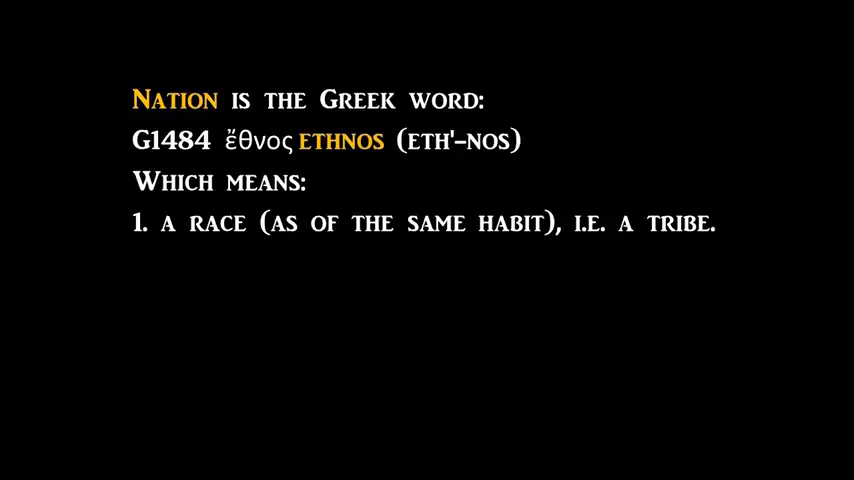 Nation is the Greek word:
G1484 ἔθνος ethnos (eth'-nos)
Which means:
1. a race (as of the same habit), i.e. a tribe.